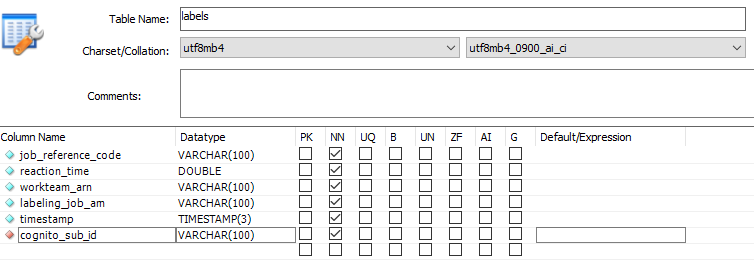 Table Name: labels
Charset/Collation: utf8mb4 utf8mb4_0900_ai_ci
Comments:
Column Name Datatype PK NN UQ B UN ZF AI G Default/Expression
job_reference_code VARCHAR(100)
reaction_time DOUBLE
workteam_arn VARCHAR(100)
labeling_job_arn VARCHAR(100)
timestamp TIMESTAMP(3)
cognito_sub_id VARCHAR(100)